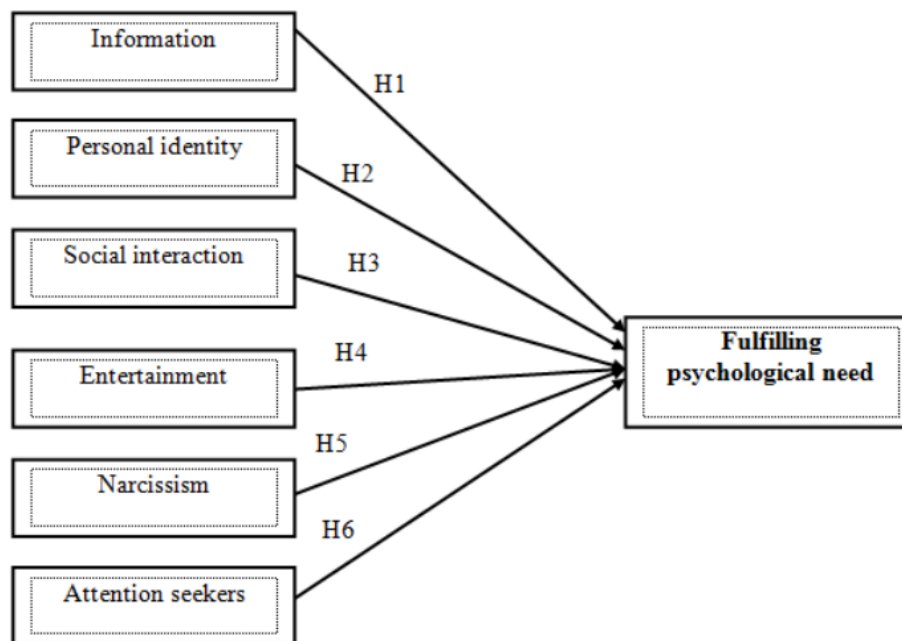 Information
H1
Personal identity
H2
Social interaction
H3
Fulfilling
psychological need
H4
Entertainment
H5
Narcissism
H6
Attention seekers